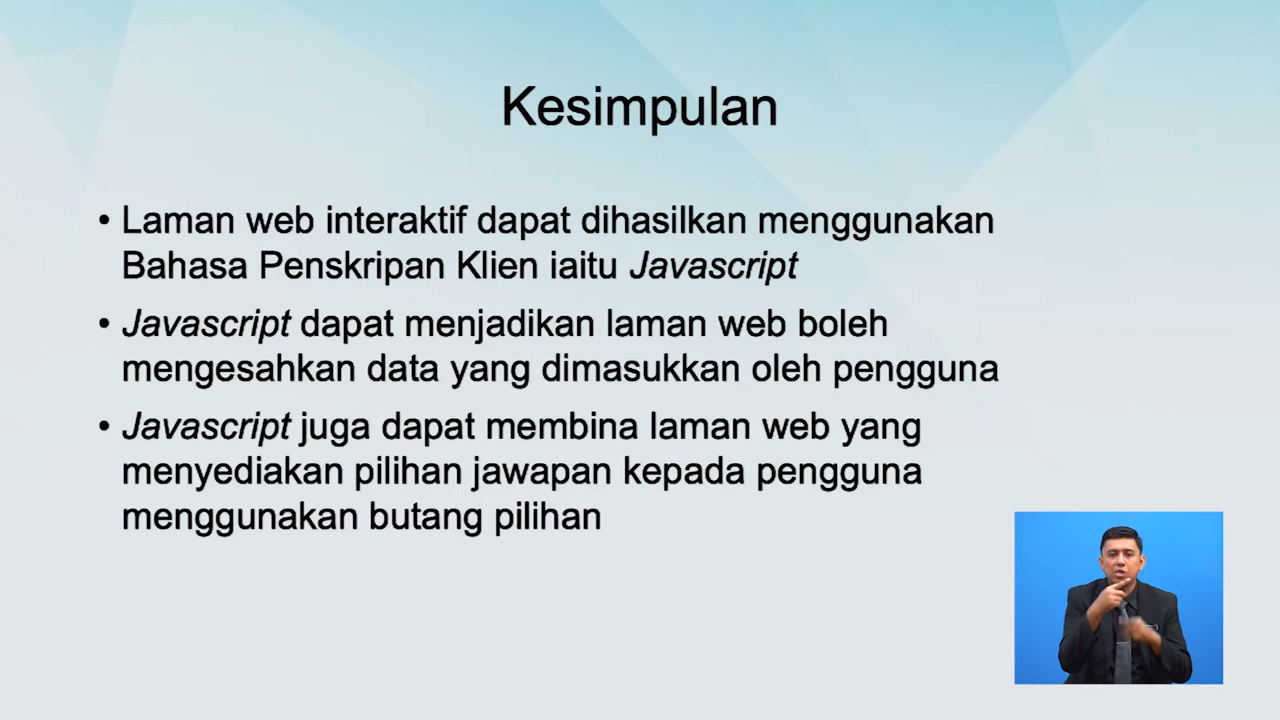 Kesimpulan
• Laman web interaktif dapat dihasilkan menggunakan
Bahasa Penskripan Klien iaitu Javascript
• Javascript dapat menjadikan laman web boleh
mengesahkan data yang dimasukkan oleh pengguna
• Javascript juga dapat membina laman web yang
menyediakan pilihan jawapan kepada pengguna
menggunakan butang pilihan